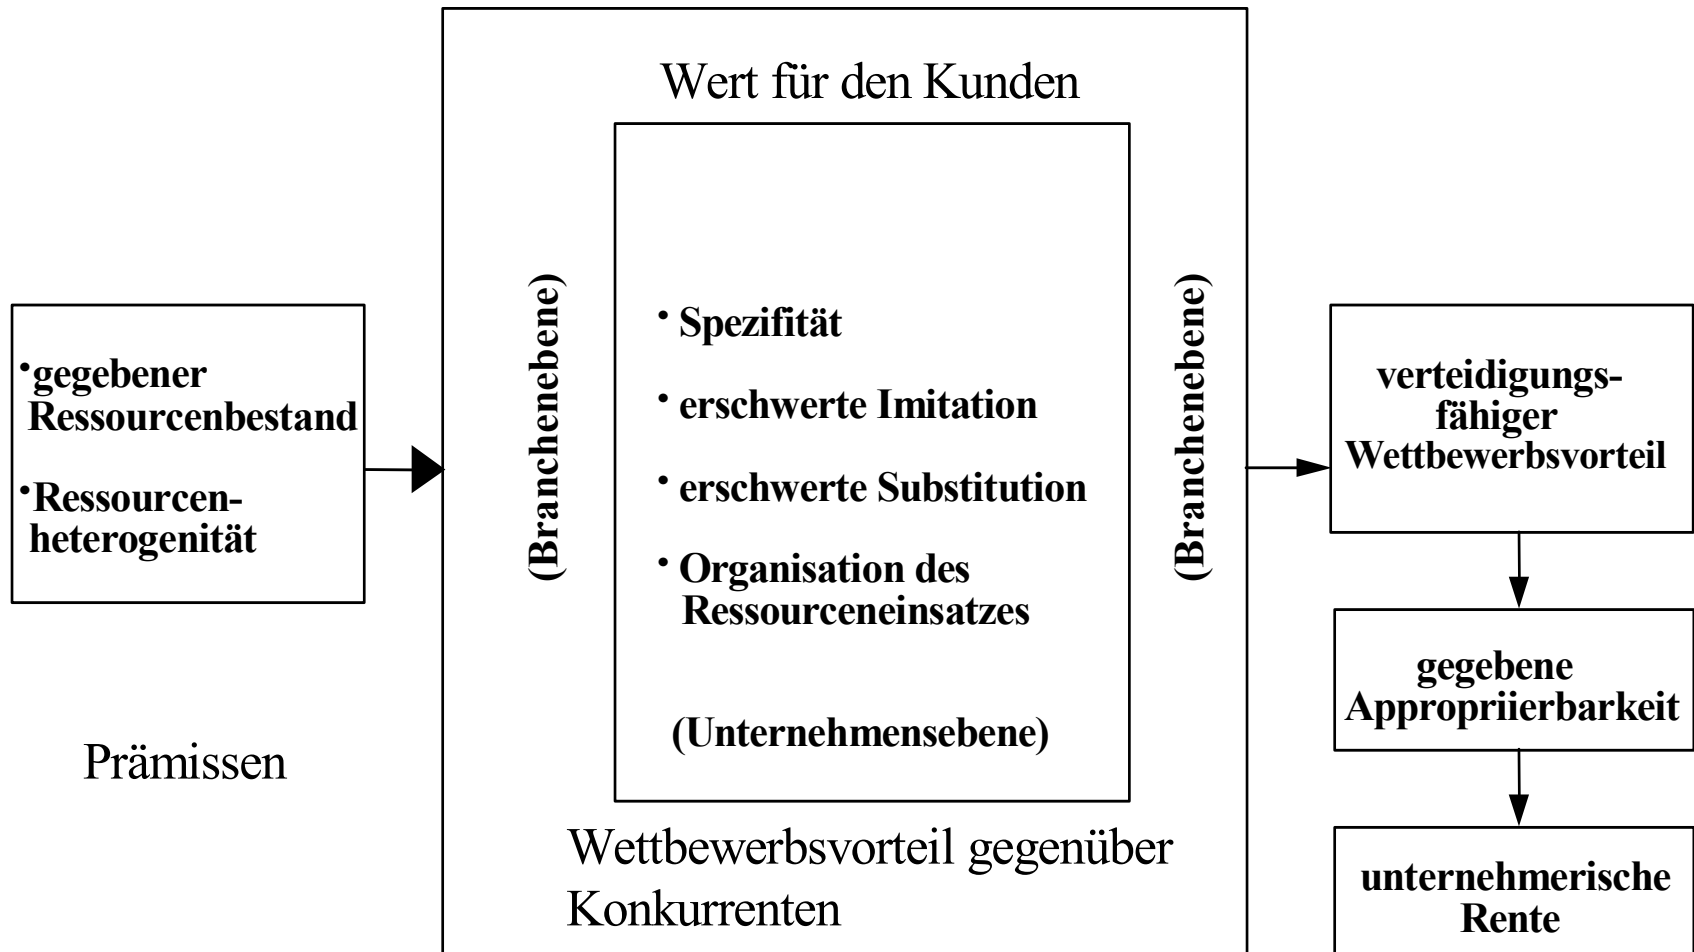 Wert für den Kunden
• gegebener
Ressourcenbestand
• Ressourcen-
heterogenität
Prämissen
(Branchenebene)
• Spezifität
• erschwerte Imitation
• erschwerte Substitution
• Organisation des
Ressourceneinsatzes
(Unternehmensebene)
(Branchenebene)
Wettbewerbsvorteil gegenüber
Konkurrenten
verteidigungs-
fähiger
Wettbewerbsvorteil
gegebene
Appropriierbarkeit
unternehmerische
Rente